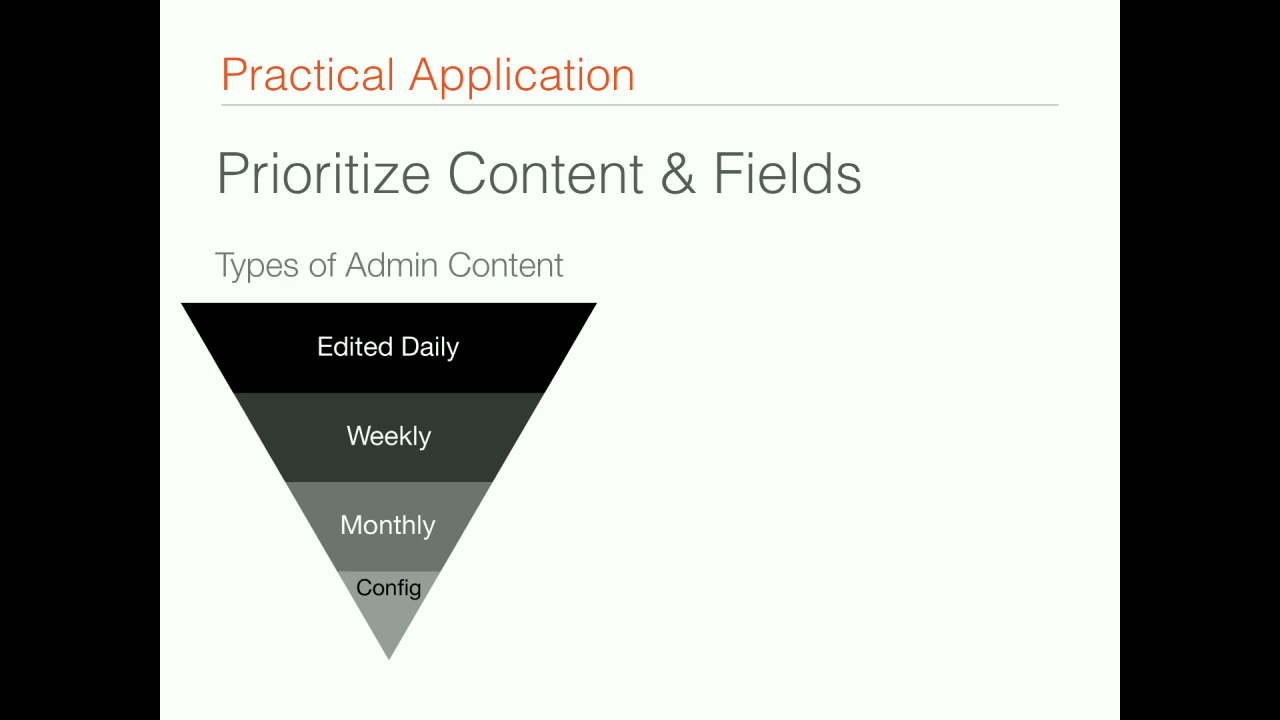 Practical Application
Prioritize Content & Fields
Types of Admin Content
Edited Daily
Weekly
Monthly
Config